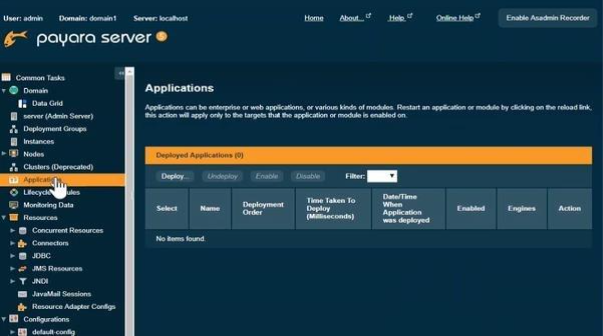 User: admin Domain: domain1 Server: localhost Home About... Help Online Help Enable Asadmin Recorder
payara server
Common Tasks
Domain
Data Grid
server (Admin Server)
Deployment Groups
Instances
Nodes
Clusters (Deprecated)
Applications
Monitoring Data
Resources
Concurrent Resources
Connectors
JDBC
JMS Resources
JNDI
JavaMail Sessions
Resource Adapter Configs
Configurations
default-config
Applications
Applications can be enterprise or web applications, or various kinds of modules. Restart an application or module by clicking on the reload link,
this action will apply only to the targets that the application or module is enabled on.
Deployed Applications (0)
Deploy... Undeploy Enable Disable Filter:
Select Name Deployment Order Time Taken To Deploy (Milliseconds) Date/Time When Application was deployed Enabled Engines Action
No items found.